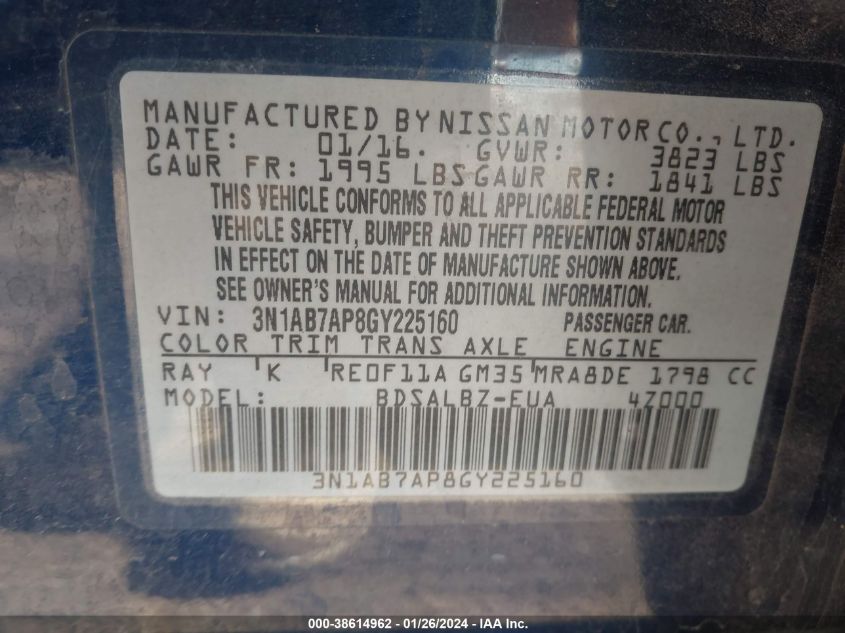 MANUFACTURED BY NISSAN MOTOR CO., LTD.
DATE: 01/16. GVWR: 3823 LBS
GAWR FR: 1995 LBS GAWR RR: 1841 LBS
THIS VEHICLE CONFORMS TO ALL APPLICABLE FEDERAL MOTOR
VEHICLE SAFETY, BUMPER AND THEFT PREVENTION STANDARDS
IN EFFECT ON THE DATE OF MANUFACTURE SHOWN ABOVE.
SEE OWNER'S MANUAL FOR ADDITIONAL INFORMATION.
VIN: 3N1AB7AP8GY225160 PASSENGER CAR.
COLOR TRIM TRANS AXLE ENGINE
RAY K RE0F11A GM35 MRA8DE 1798 CC
MODEL: BDSALBZ-EUA 4Z000
3N1AB7AP8GY225160
000-38614962 - 01/26/2024 - IAA Inc.